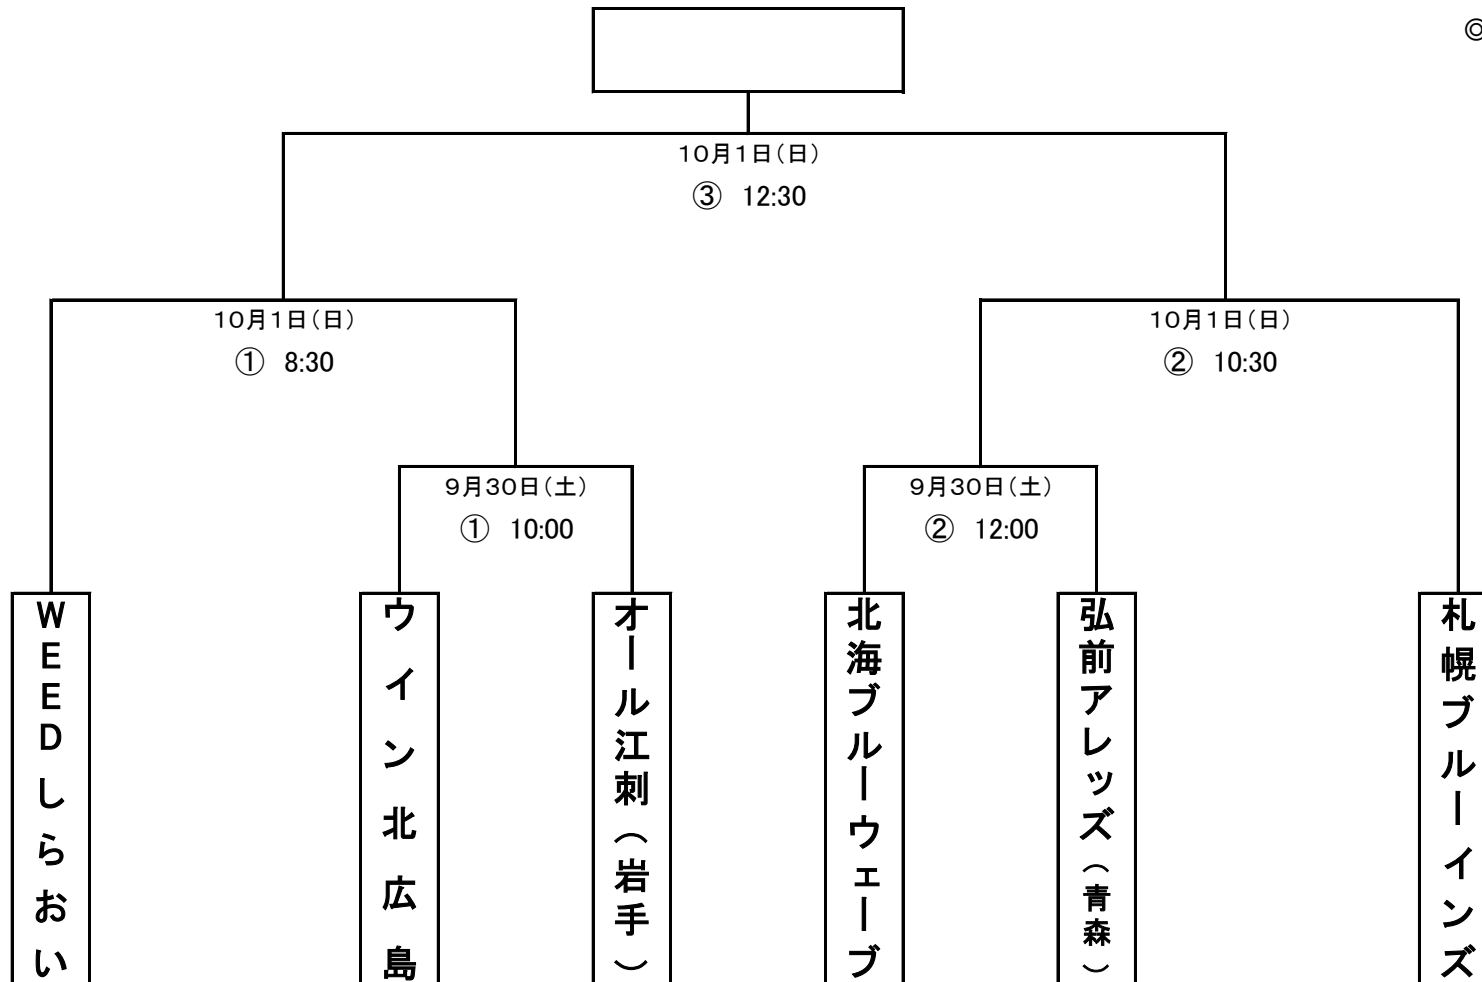 ◎
10月1日（日）
③ 12:30
10月1日（日）
① 8:30
10月1日（日）
② 10:30
9月30日（土）
① 10:00
9月30日（土）
② 12:00
WEEDしらおい
ウイン北広島
オール江刺（岩手）
北海ブルーウェーブ
弘前アレッズ（青森）
札幌ブルーインズ